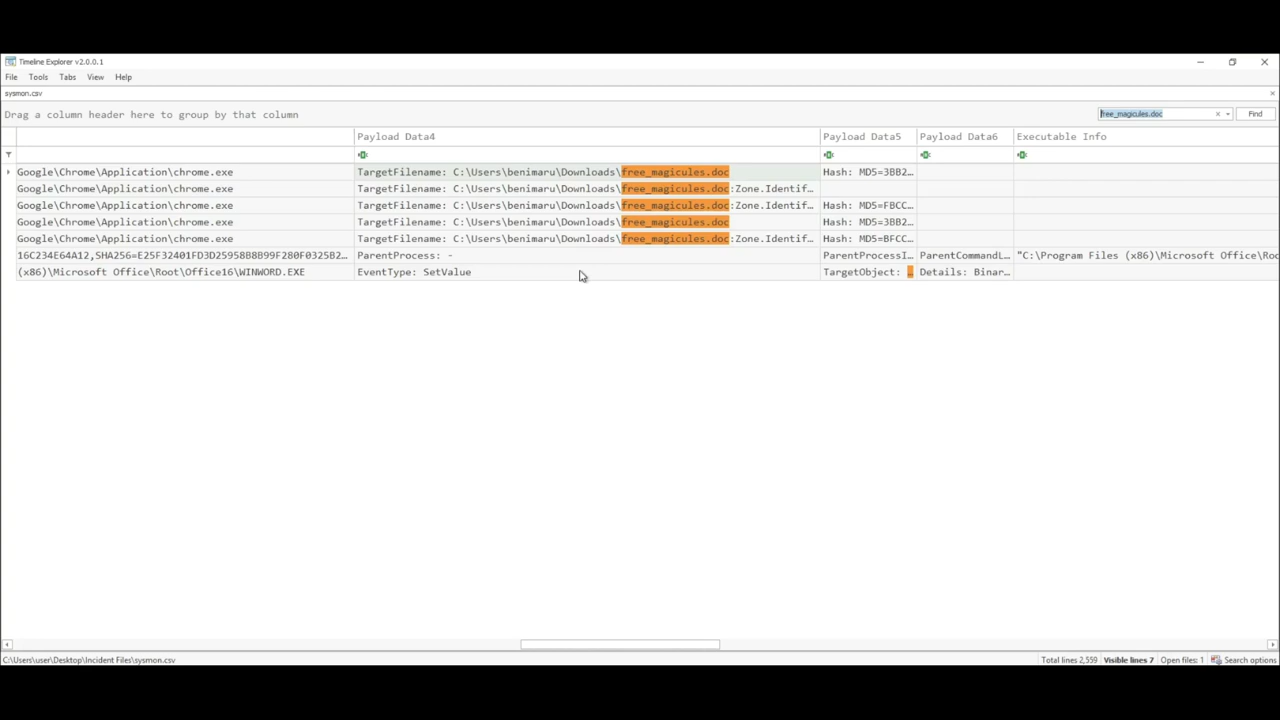 Timeline Explorer v2.0.0.1
File Tools Tabs View Help
sysmon.csv
Drag a column header here to group by that column
free_magicules.doc Find
Payload Data4 Payload Data5 Payload Data6 Executable Info
Google\Chrome\Application\chrome.exe TargetFilename: C:\Users\benimaru\Downloads\free_magicules.doc Hash: MD5=3BB2…
Google\Chrome\Application\chrome.exe TargetFilename: C:\Users\benimaru\Downloads\free_magicules.doc:Zone.Identif…
Google\Chrome\Application\chrome.exe TargetFilename: C:\Users\benimaru\Downloads\free_magicules.doc:Zone.Identif… Hash: MD5=FBCC…
Google\Chrome\Application\chrome.exe TargetFilename: C:\Users\benimaru\Downloads\free_magicules.doc Hash: MD5=3BB2…
Google\Chrome\Application\chrome.exe TargetFilename: C:\Users\benimaru\Downloads\free_magicules.doc:Zone.Identif… Hash: MD5=BFCC…
16C234E64A12,SHA256=E25F32401FD3D25958B8B99F280F0325B2… ParentProcess: - ParentProcessI… ParentCommandL… "C:\Program Files (x86)\Microsoft Office\Roo
(x86)\Microsoft Office\Root\Office16\WINWORD.EXE EventType: SetValue TargetObject: … Details: Binar…
C:\Users\user\Desktop\Incident Files\sysmon.csv Total lines 2,559 Visible lines 7 Open files: 1 Search options